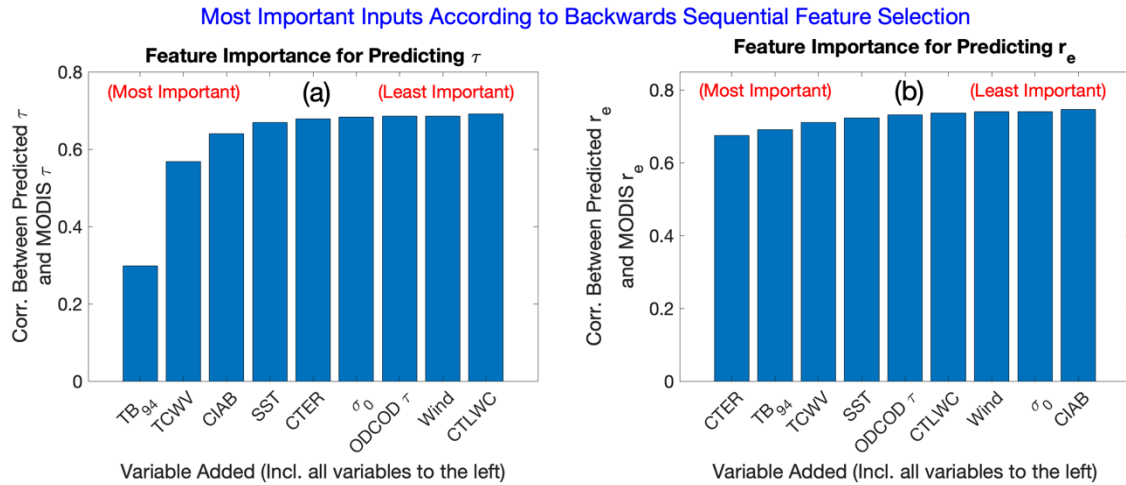 Most Important Inputs According to Backwards Sequential Feature Selection
Feature Importance for Predicting τ
(Most Important)
(a)
(Least Important)
Corr. Between Predicted τ
and MODIS τ
0.8
0.6
0.4
0.2
0
TB₉₄
TCWV
CIAB
SST
CTER
σ₀
ODCOD τ
Wind
CTLWC
Variable Added (Incl. all variables to the left)
Feature Importance for Predicting rₑ
(Most Important)
(b)
(Least Important)
Corr. Between Predicted rₑ
and MODIS rₑ
0.8
0.6
0.4
0.2
0
CTER
TB₉₄
TCWV
SST
ODCOD τ
CTLWC
Wind
σ₀
CIAB
Variable Added (Incl. all variables to the left)